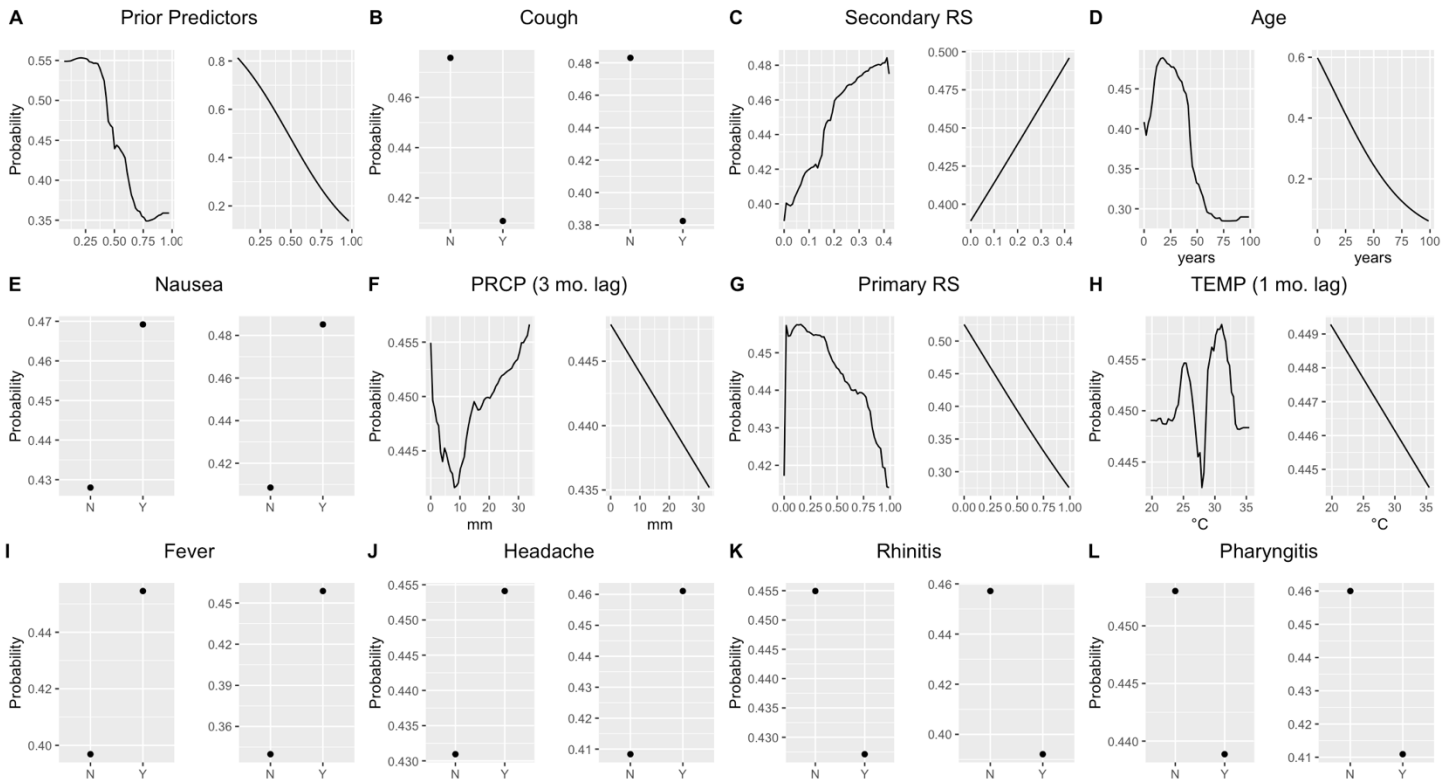 A Prior Predictors
Probability
0.55
0.50
0.45
0.40
0.35
0.25 0.50 0.75 1.00
0.8
0.6
0.4
0.2
0.25 0.50 0.75 1.00
B Cough
0.46
0.44
0.42
N Y
0.48
0.46
0.44
0.42
0.40
0.38
N Y
C Secondary RS
Probability
0.48
0.46
0.44
0.42
0.40
0.0 0.1 0.2 0.3 0.4
0.500
0.475
0.450
0.425
0.400
0.0 0.1 0.2 0.3 0.4
D Age
Probability
0.45
0.40
0.35
0.30
0 25 50 75 100
years
0.6
0.4
0.2
0 25 50 75 100
years
E Nausea
Probability
0.47
0.46
0.45
0.44
0.43
N Y
0.48
0.46
0.44
0.42
N Y
F PRCP (3 mo. lag)
Probability
0.455
0.450
0.445
0 10 20 30
mm
0.445
0.440
0.435
0 10 20 30
mm
G Primary RS
Probability
0.45
0.44
0.43
0.42
0.00 0.25 0.50 0.75 1.00
0.50
0.45
0.40
0.35
0.30
0.00 0.25 0.50 0.75 1.00
H TEMP (1 mo. lag)
Probability
0.455
0.450
0.445
20 25 30 35
°C
0.449
0.448
0.447
0.446
0.445
20 25 30 35
°C
I Fever
Probability
0.44
0.42
0.40
N Y
0.45
0.42
0.39
0.36
N Y
J Headache
Probability
0.455
0.450
0.445
0.440
0.435
0.430
N Y
0.46
0.45
0.44
0.43
0.42
0.41
N Y
K Rhinitis
Probability
0.455
0.450
0.445
0.440
0.435
0.430
N Y
0.46
0.44
0.42
0.40
N Y
L Pharyngitis
Probability
0.450
0.445
0.440
N Y
0.46
0.45
0.44
0.43
0.42
0.41
N Y